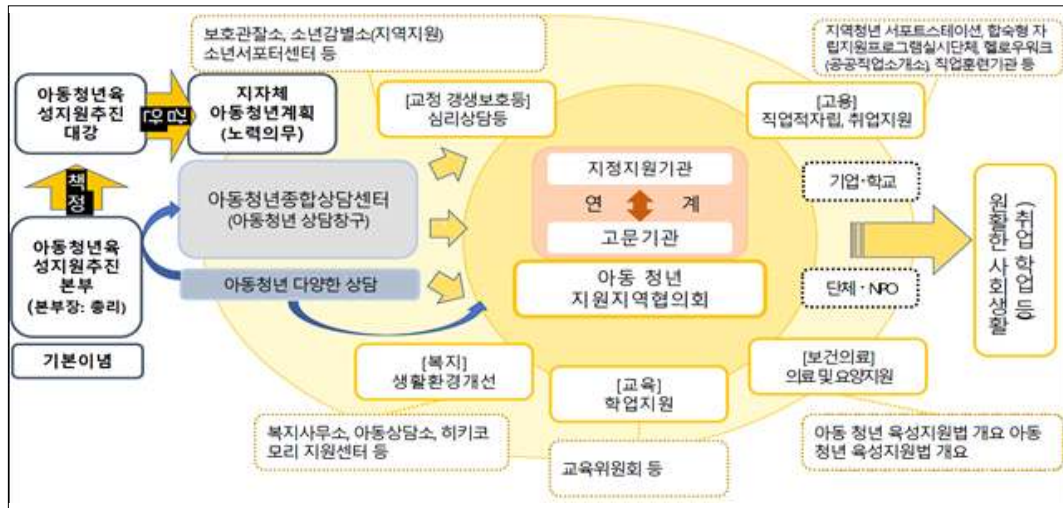 보호관찰소, 소년감별소(지역지원)
소년서포터센터 등
지역청년 서포트스테이션, 합숙형 자
립지원프로그램실시단체, 헬로우워크
(공공직업소개소), 직업훈련기관 등
아동청년육
성지원추진
대강
감안
지자체
아동청년계획
(노력의무)
[교정 갱생보호등]
심리상담등
[고용]
직업적자립, 취업지원
책정
아동청년종합상담센터
(아동청년 상담창구)
지정지원기관
연 계
고문기관
기업·학교
아동청년육
성지원추진
본부
(본부장: 총리)
아동청년 다양한 상담
아동 청년
지원지역협의회
단체·NPO
원활한 사회생활
(취업 학업 등)
기본이념
[복지]
생활환경개선
[교육]
학업지원
[보건의료]
의료 및 요양지원
복지사무소, 아동상담소, 히키코
모리 지원센터 등
교육위원회 등
아동 청년 육성지원법 개요 아동
청년 육성지원법 개요